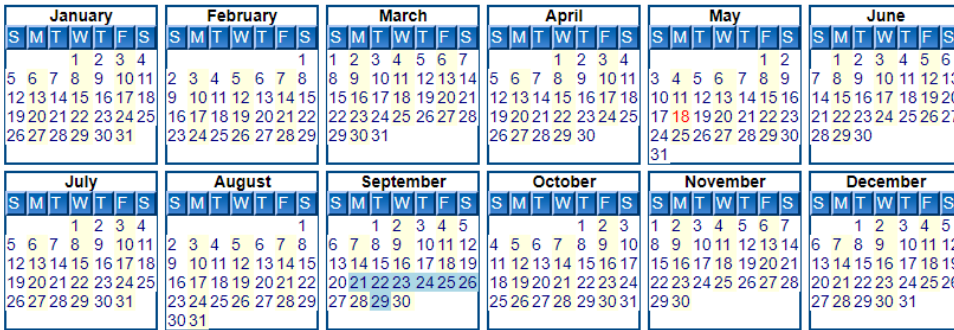 January
S M T W T F S
1 2 3 4
5 6 7 8 9 10 11
12 13 14 15 16 17 18
19 20 21 22 23 24 25
26 27 28 29 30 31
February
S M T W T F S
1
2 3 4 5 6 7 8
9 10 11 12 13 14 15
16 17 18 19 20 21 22
23 24 25 26 27 28 29
March
S M T W T F S
1 2 3 4 5 6 7
8 9 10 11 12 13 14
15 16 17 18 19 20 21
22 23 24 25 26 27 28
29 30 31
April
S M T W T F S
1 2 3 4
5 6 7 8 9 10 11
12 13 14 15 16 17 18
19 20 21 22 23 24 25
26 27 28 29 30
May
S M T W T F S
1 2
3 4 5 6 7 8 9
10 11 12 13 14 15 16
17 18 19 20 21 22 23
24 25 26 27 28 29 30
31
June
S M T W T F S
1 2 3 4 5 6
7 8 9 10 11 12 13
14 15 16 17 18 19 20
21 22 23 24 25 26 27
28 29 30
July
S M T W T F S
1 2 3 4
5 6 7 8 9 10 11
12 13 14 15 16 17 18
19 20 21 22 23 24 25
26 27 28 29 30 31
August
S M T W T F S
1
2 3 4 5 6 7 8
9 10 11 12 13 14 15
16 17 18 19 20 21 22
23 24 25 26 27 28 29
30 31
September
S M T W T F S
1 2 3 4 5
6 7 8 9 10 11 12
13 14 15 16 17 18 19
20 21 22 23 24 25 26
27 28 29 30
October
S M T W T F S
1 2 3
4 5 6 7 8 9 10
11 12 13 14 15 16 17
18 19 20 21 22 23 24
25 26 27 28 29 30 31
November
S M T W T F S
1 2 3 4 5 6 7
8 9 10 11 12 13 14
15 16 17 18 19 20 21
22 23 24 25 26 27 28
29 30
December
S M T W T F S
1 2 3 4 5
6 7 8 9 10 11 12
13 14 15 16 17 18 19
20 21 22 23 24 25 26
27 28 29 30 31